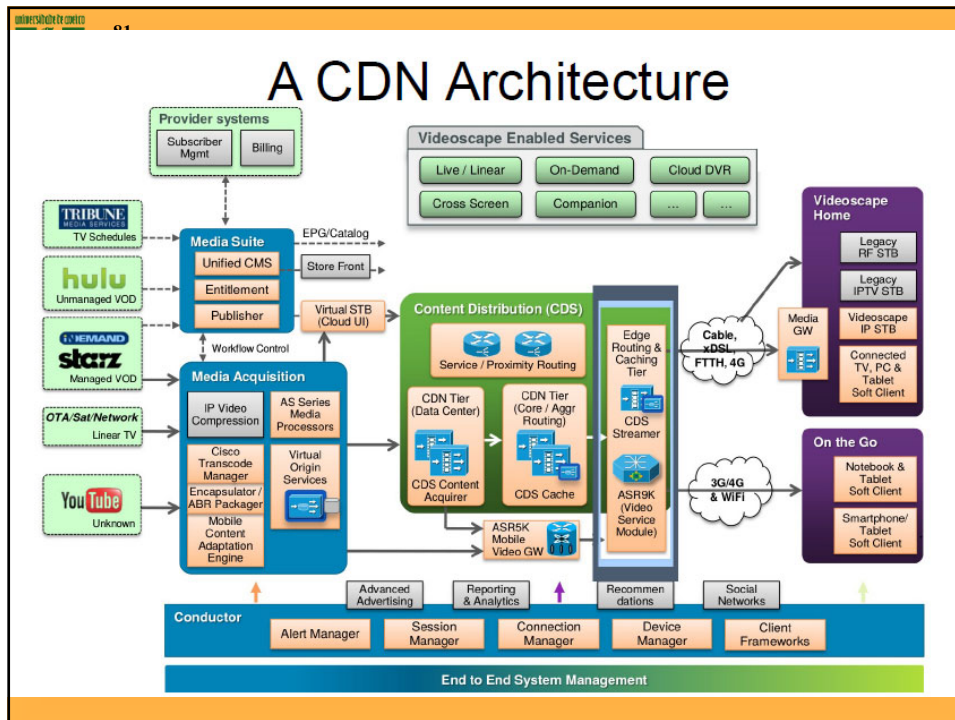 universidade de aveiro
81
A CDN Architecture
Provider systems
Subscriber
Mgmt
Billing
Videoscape Enabled Services
Live / Linear
On-Demand
Cloud DVR
Cross Screen
Companion
...
...
TRIBUNE
MEDIA SERVICES
TV Schedules
hulu
Unmanaged VOD
starz
Managed VOD
OTA/Sat/Network
Linear TV
YouTube
Unknown
Media Suite
Unified CMS
Entitlement
Publisher
EPG/Catalog
Store Front
Virtual STB
(Cloud UI)
Workflow Control
Media Acquisition
IP Video
Compression
AS Series
Media
Processors
Cisco
Transcode
Manager
Encapsulator /
ABR Packager
Mobile
Content
Adaptation
Engine
Virtual
Origin
Services
Content Distribution (CDS)
Service / Proximity Routing
CDN Tier
(Data Center)
CDS Content
Acquirer
CDN Tier
(Core / Aggr
Routing)
CDS Cache
ASR5K
Mobile
Video GW
Edge
Routing &
Caching
Tier
CDS
Streamer
ASR9K
(Video
Service
Module)
Cable,
xDSL,
FTTH, 4G
3G/4G
& WiFi
Videoscape
Home
Legacy
RF STB
Legacy
IPTV STB
Media
GW
Videoscape
IP STB
Connected
TV, PC &
Tablet
Soft Client
On the Go
Notebook &
Tablet
Soft Client
Smartphone/
Tablet
Soft Client
Advanced
Advertising
Reporting
& Analytics
Recommen
dations
Social
Networks
Conductor
Alert Manager
Session
Manager
Connection
Manager
Device
Manager
Client
Frameworks
End to End System Management